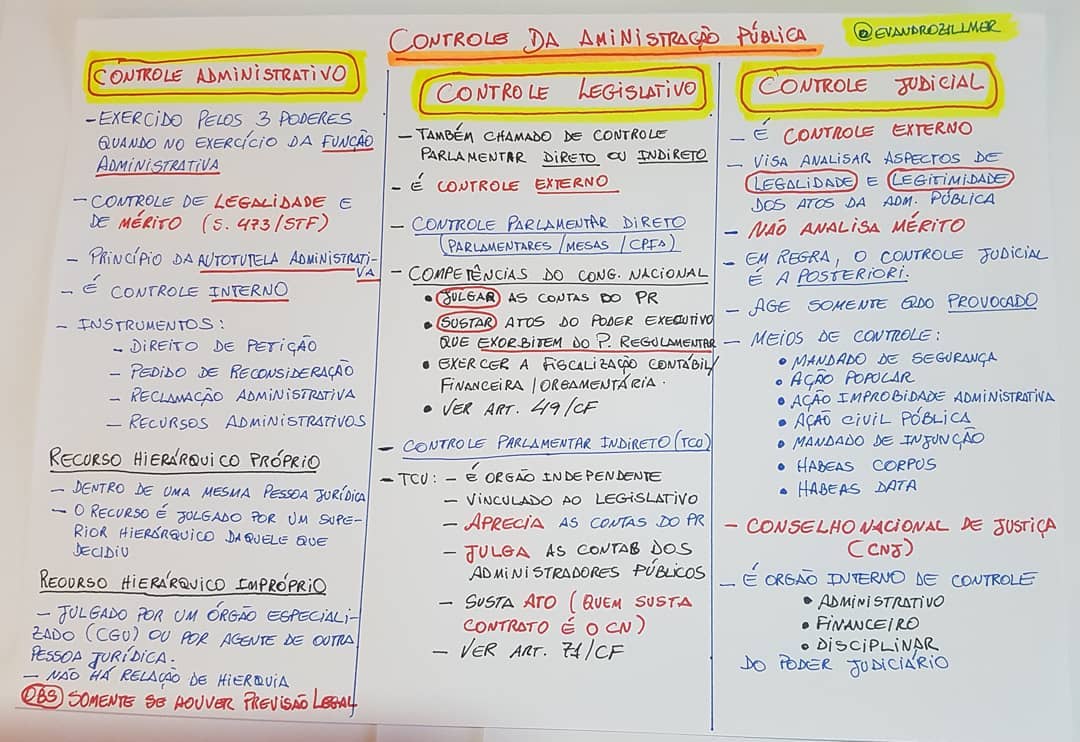 CONTROLE DA AMINISTRAÇÃO PÚBLICA
@EVANDROZILLMER
CONTROLE ADMINISTRATIVO
- EXERCIDO PELOS 3 PODERES
QUANDO NO EXERCÍCIO DA FUNÇÃO
ADMINISTRATIVA
- CONTROLE DE LEGALIDADE E
DE MÉRITO (S. 473/STF)
- PRINCÍPIO DA AUTOTUTELA ADMINISTRATI-
VA
- É CONTROLE INTERNO
- INSTRUMENTOS:
- DIREITO DE PETIÇÃO
- PEDIDO DE RECONSIDERAÇÃO
- RECLAMAÇÃO ADMINISTRATIVA
- RECURSOS ADMINISTRATIVOS
RECURSO HIERÁRQUICO PRÓPRIO
- DENTRO DE UMA MESMA PESSOA JURÍDICA
- O RECURSO É JULGADO POR UM SUPE-
RIOR HIERÁRQUICO DAQUELE QUE
DECIDIU
RECURSO HIERÁRQUICO IMPRÓPRIO
- JULGADO POR UM ÓRGÃO ESPECIALI-
ZADO (CGU) OU POR AGENTE DE OUTRA
PESSOA JURÍDICA.
- NÃO HÁ RELAÇÃO DE HIERQUIA
OBS SOMENTE SE HOUVER PREVISÃO LEGAL
CONTROLE LEGISLATIVO
- TAMBÉM CHAMADO DE CONTROLE
PARLAMENTAR DIRETO OU INDIRETO
- É CONTROLE EXTERNO
- CONTROLE PARLAMENTAR DIRETO
(PARLAMENTARES/MESAS/CPIs)
- COMPETÊNCIAS DO CONG. NACIONAL
• JULGAR AS CONTAS DO PR
• SUSTAR ATOS DO PODER EXECUTIVO
QUE EXORBITEM DO P. REGULAMENTAR
• EXERCER A FISCALIZAÇÃO CONTÁBIL/
FINANCEIRA/ORÇAMENTÁRIA.
• VER ART. 49/CF
- CONTROLE PARLAMENTAR INDIRETO (TCU)
- TCU: - É ORGÃO INDEPENDENTE
- VINCULADO AO LEGISLATIVO
- APRECIA AS CONTAS DO PR
- JULGA AS CONTAS DOS
ADMINISTRADORES PÚBLICOS
- SUSTA ATO (QUEM SUSTA
CONTRATO É O CN)
- VER ART. 71/CF
CONTROLE JUDICIAL
- É CONTROLE EXTERNO
- VISA ANALISAR ASPECTOS DE
LEGALIDADE E LEGITIMIDADE
DOS ATOS DA ADM. PÚBLICA
- NÃO ANALISA MÉRITO
- EM REGRA, O CONTROLE JUDICIAL
É A POSTERIORI.
- AGE SOMENTE QDO PROVOCADO
- MEIOS DE CONTROLE:
• MANDADO DE SEGURANÇA
• AÇÃO POPULAR
• AÇÃO IMPROBIDADE ADMINISTRATIVA
• AÇÃO CIVIL PÚBLICA
• MANDADO DE INJUNÇÃO
• HABEAS CORPUS
• HABEAS DATA
- CONSELHO NACIONAL DE JUSTIÇA
(CNJ)
- É ORGÃO INTERNO DE CONTROLE
• ADMINISTRATIVO
• FINANCEIRO
• DISCIPLINAR
DO PODER JUDICIÁRIO